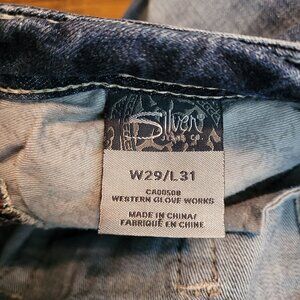 Silver
JEANS CO.
W29/L31
CA00508
WESTERN GLOVE WORKS
MADE IN CHINA/
FABRIQUÉ EN CHINE